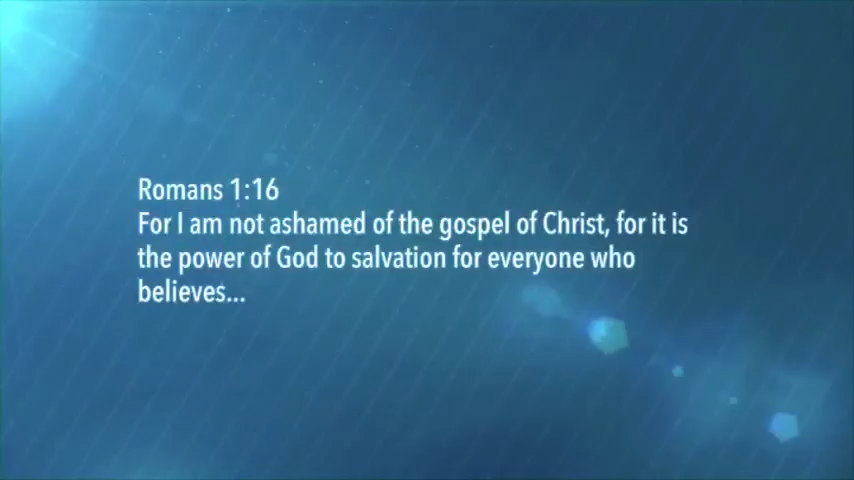 Romans 1:16
For I am not ashamed of the gospel of Christ, for it is
the power of God to salvation for everyone who
believes...